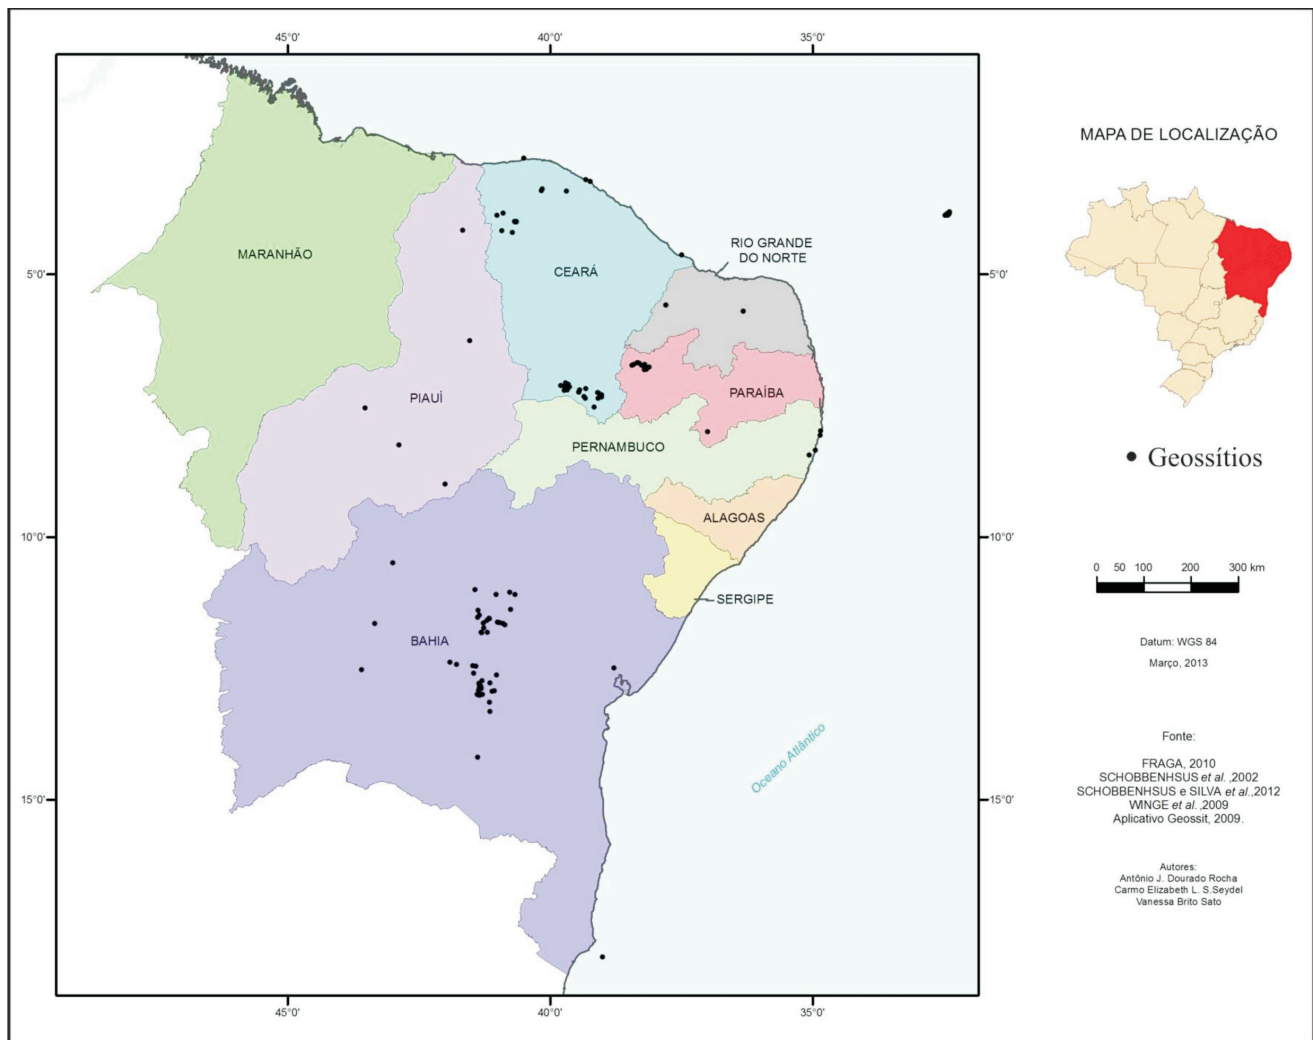 45°0'
40°0'
35°0'
MAPA DE LOCALIZAÇÃO
MARANHÃO
CEARÁ
RIO GRANDE
DO NORTE
5°0'
5°0'
PIAUÍ
PARAÍBA
PERNAMBUCO
• Geossítios
ALAGOAS
10°0'
10°0'
0 50 100 200 300 km
SERGIPE
BAHIA
Datum: WGS 84
Março, 2013
Oceano Atlântico
Fonte:
FRAGA, 2010
SCHOBBENHSUS et al.,2002
SCHOBBENHSUS e SILVA et al.,2012
WINGE et al.,2009
Aplicativo Geossit, 2009.
15°0'
15°0'
Autores:
Antônio J. Dourado Rocha
Carmo Elizabeth L. S.Seydel
Vanessa Brito Sato
45°0'
40°0'
35°0'